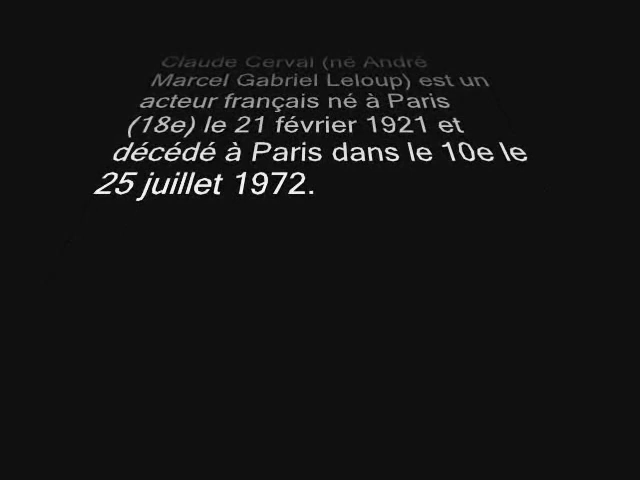 Claude Cerval (né André
Marcel Gabriel Leloup) est un
acteur français né à Paris
(18e) le 21 février 1921 et
décédé à Paris dans le 10e le
25 juillet 1972.